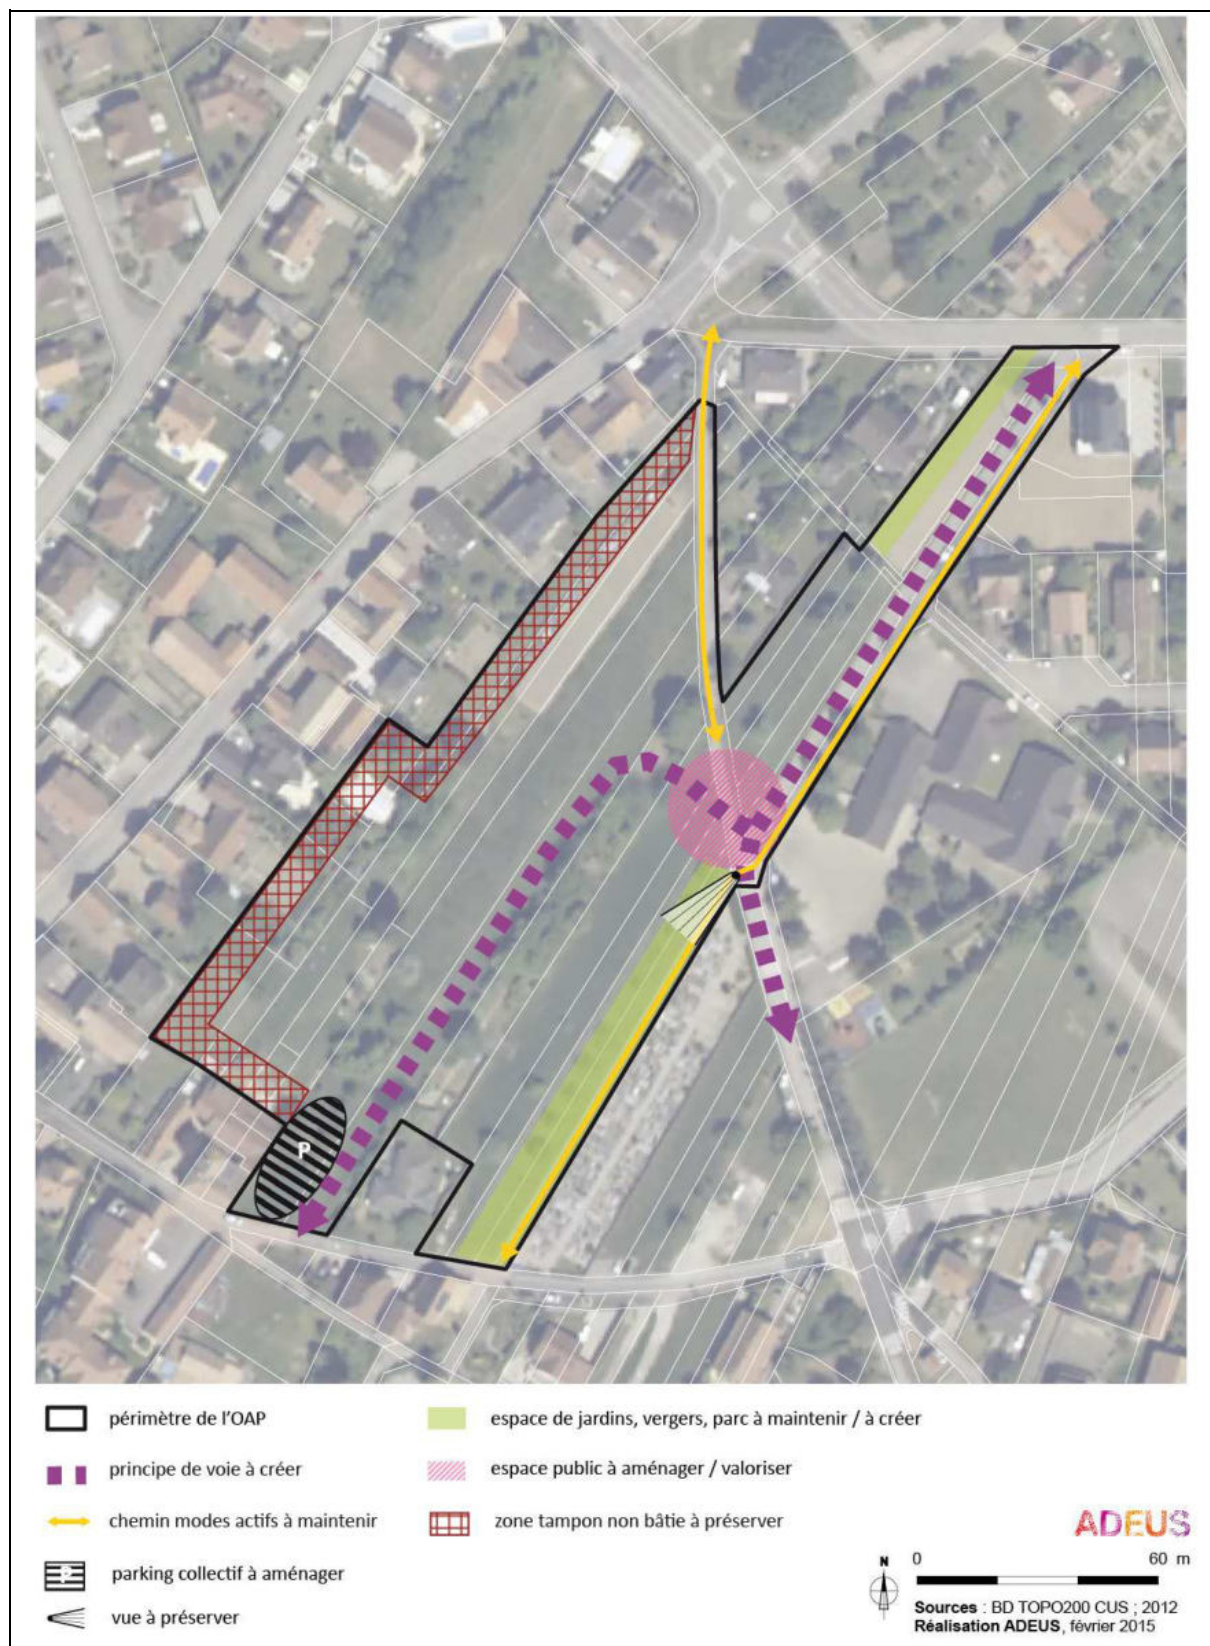 P
périmètre de l'OAP
espace de jardins, vergers, parc à maintenir / à créer
principe de voie à créer
espace public à aménager / valoriser
chemin modes actifs à maintenir
zone tampon non bâtie à préserver
ADEUS
P
parking collectif à aménager
N
0 60 m
vue à préserver
Sources : BD TOPO200 CUS ; 2012
Réalisation ADEUS, février 2015